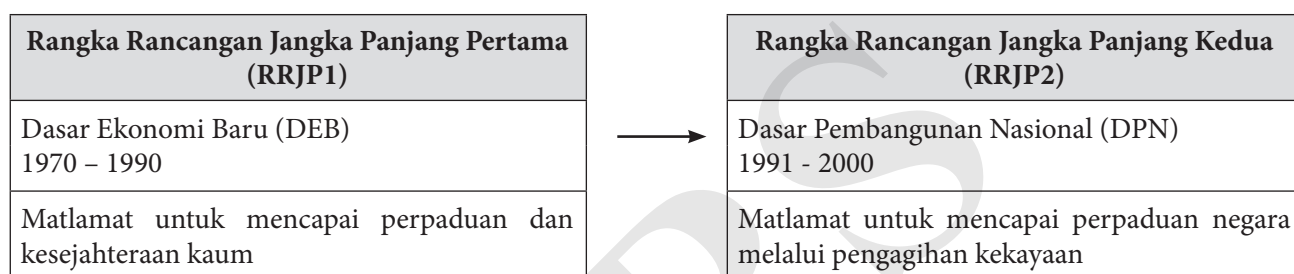 Rangka Rancangan Jangka Panjang Pertama
(RRJP1)
Dasar Ekonomi Baru (DEB)
1970 – 1990
Matlamat untuk mencapai perpaduan dan
kesejahteraan kaum
Rangka Rancangan Jangka Panjang Kedua
(RRJP2)
Dasar Pembangunan Nasional (DPN)
1991 - 2000
Matlamat untuk mencapai perpaduan negara
melalui pengagihan kekayaan